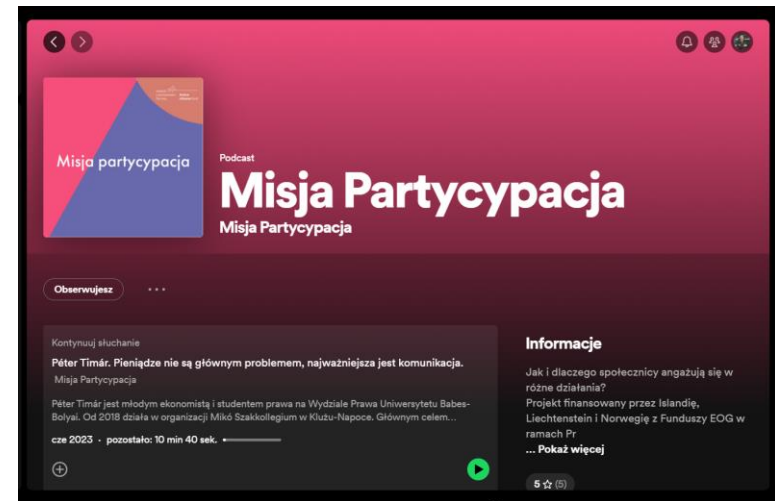 Misja partycypacja
Podcast
Misja Partycypacja
Misja Partycypacja
Obserwujesz
Kontynuuj słuchanie
Péter Timár. Pieniądze nie są głównym problemem, najważniejsza jest komunikacja.
Misja Partycypacja
Péter Timár jest młodym ekonomistą i studentem prawa na Wydziale Prawa Uniwersytetu Babes-
Bolyai. Od 2018 działa w organizacji Mikó Szakkollegium w Klużu-Napoce. Głównym celem...
cze 2023 • pozostało: 10 min 40 sek.
Informacje
Jak i dlaczego społecznicy angażują się w
różne działania?
Projekt finansowany przez Islandię,
Liechtenstein i Norwegię z Funduszy EOG w
ramach Pr
... Pokaż więcej
5 ☆ (5)